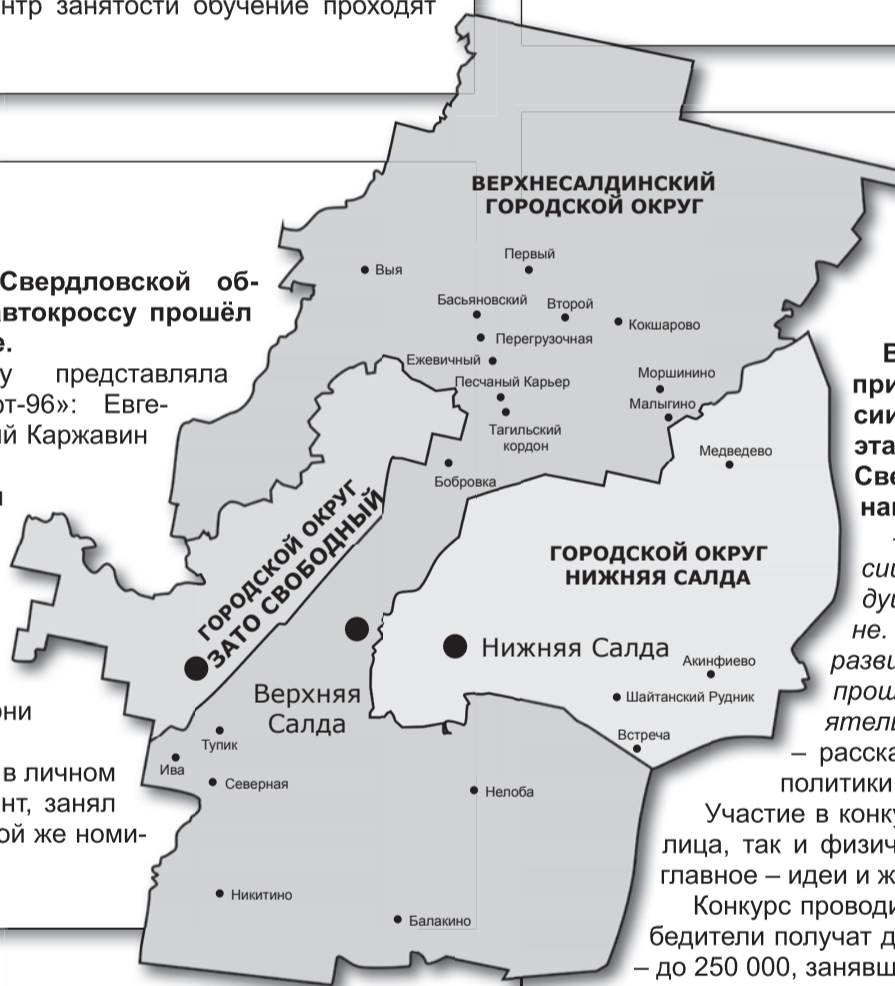 нтр занятости обучение проходят
Свердловской об-
автокроссу прошёл
е.
у представляла
рт-96»: Евге-
й Каржавин
рни
в личном
нт, занял
ой же номи-
ВЕРХНЕСАЛДИНСКИЙ
ГОРОДСКОЙ ОКРУГ
Первый
Выя
Басьяновский
Второй
Кокшарово
Перегрузочная
Ежевичный
Песчаный Карьер
Моршинино
Малыгино
Тагильский
кордон
Медведево
Бобровка
ГОРОДСКОЙ ОКРУГ
ЗАТО СВОБОДНЫЙ
ГОРОДСКОЙ ОКРУГ
НИЖНЯЯ САЛДА
Нижняя Салда
Акинфиево
Шайтанский Рудник
Верхняя
Салда
Встреча
Тупик
Ива
Северная
Нелоба
Никитино
Балакино
при
сии
эта
Све
на
сии
ду
не.
разви
прош
ятель
– расска
политики
Участие в конку
лица, так и физич
главное – идеи и ж
Конкурс проводи
бедители получат д
– до 250 000, занявш